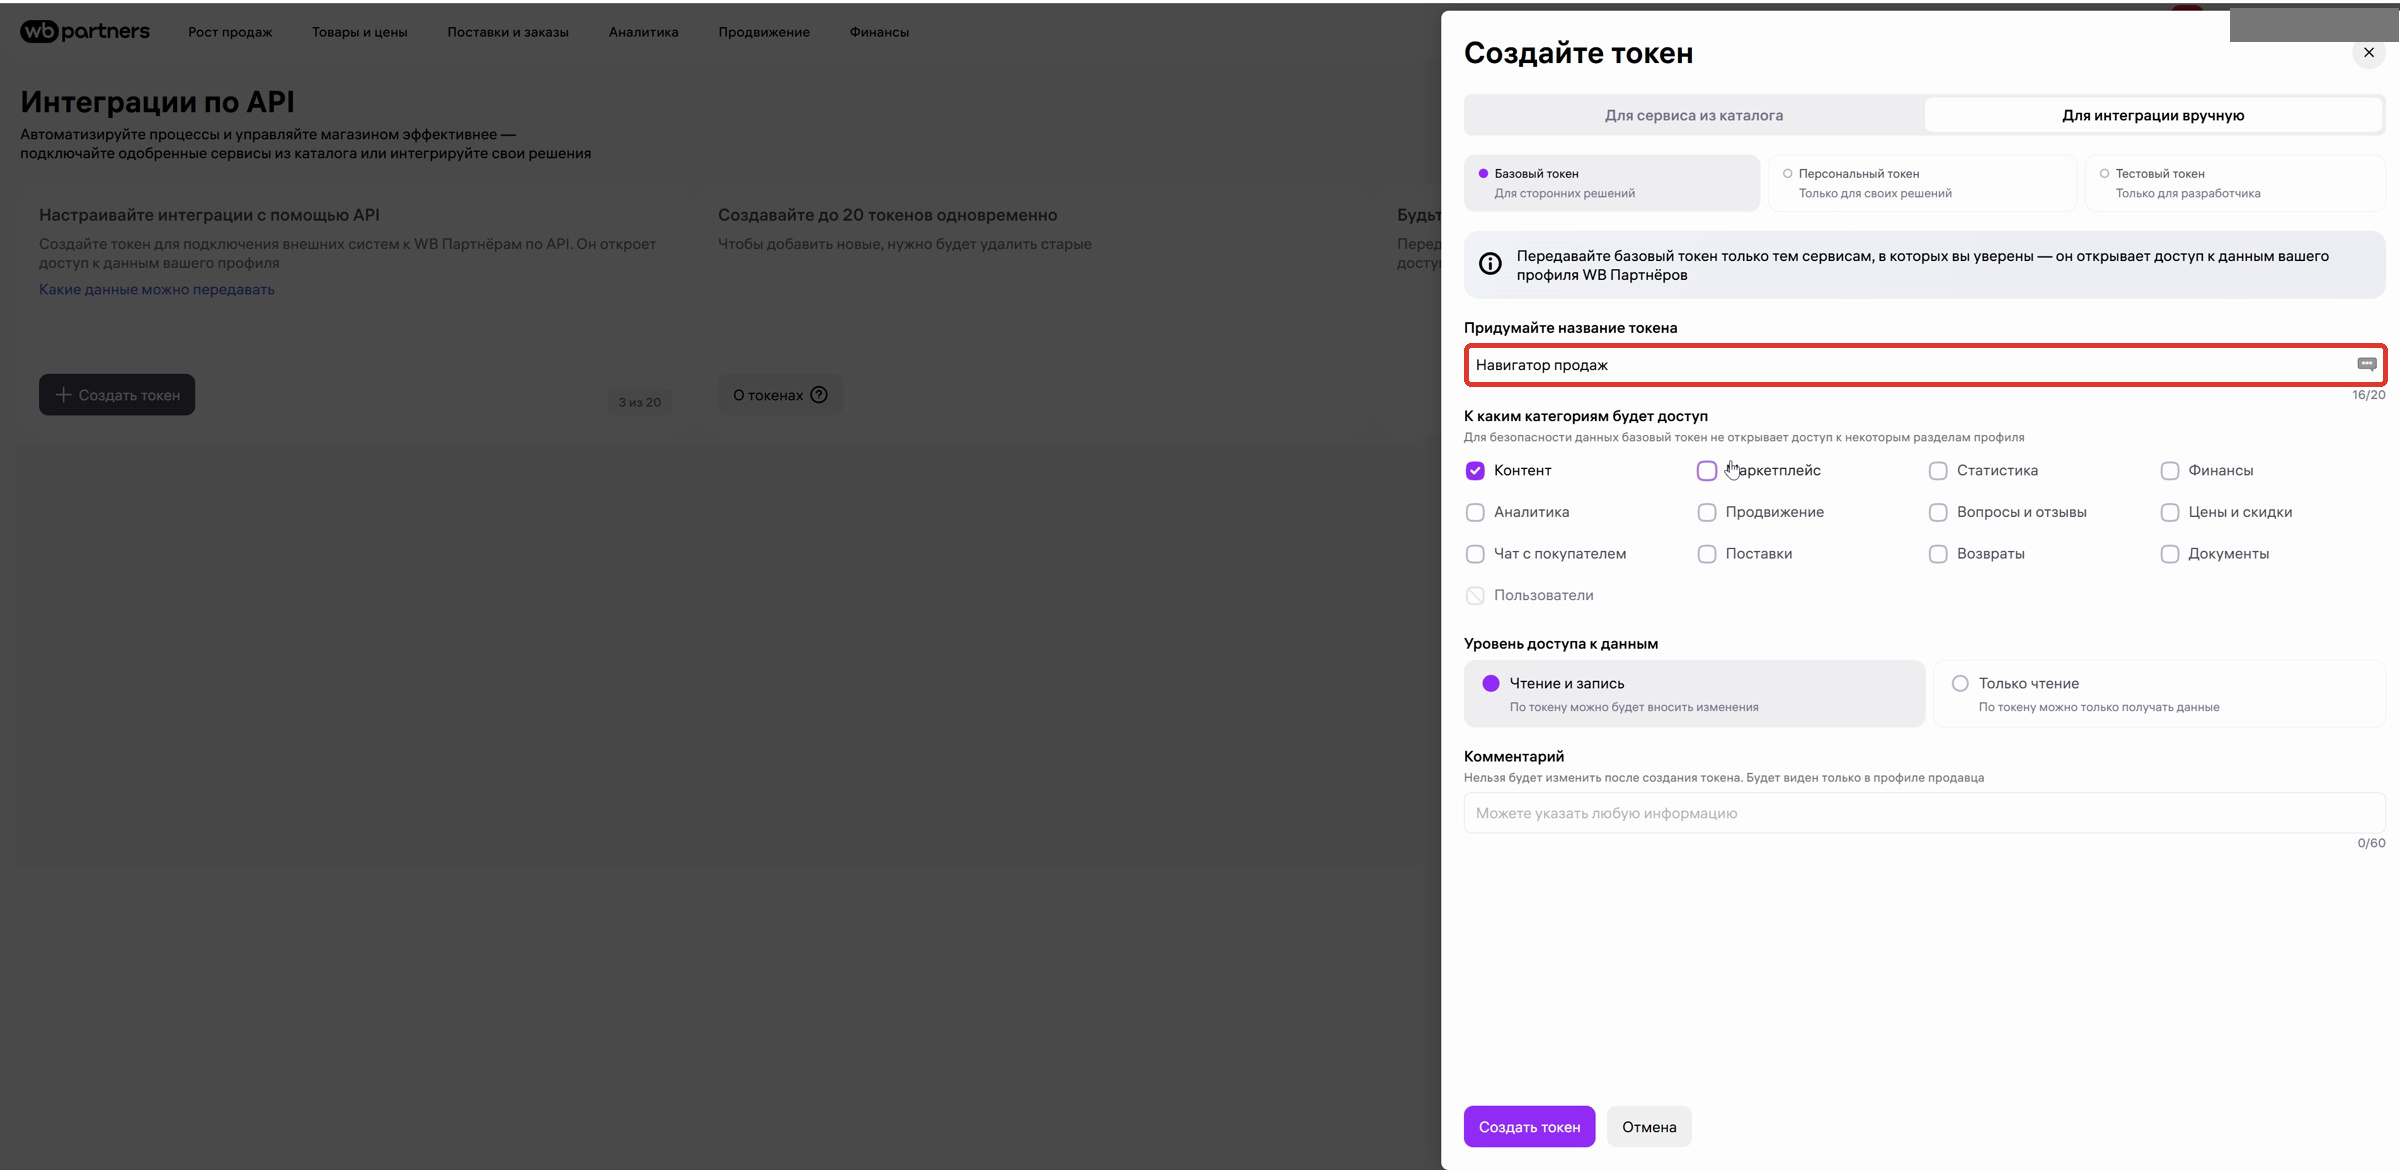 wb partners
Рост продаж
Товары и цены
Поставки и заказы
Аналитика
Продвижение
Финансы
Интеграции по API
Автоматизируйте процессы и управляйте магазином эффективнее —
подключайте одобренные сервисы из каталога или интегрируйте свои решения
Настраивайте интеграции с помощью API
Создайте токен для подключения внешних систем к WB Партнёрам по API. Он откроет
доступ к данным вашего профиля
Какие данные можно передавать
Создать токен
3 из 20
Создавайте до 20 токенов одновременно
Чтобы добавить новые, нужно будет удалить старые
О токенах
Создайте токен
Для сервиса из каталога
Для интеграции вручную
Базовый токен
Для сторонних решений
Персональный токен
Только для своих решений
Тестовый токен
Только для разработчика
Передавайте базовый токен только тем сервисам, в которых вы уверены — он открывает доступ к данным вашего
профиля WB Партнёров
Придумайте название токена
Навигатор продаж
16/20
К каким категориям будет доступ
Для безопасности данных базовый токен не открывает доступ к некоторым разделам профиля
Контент
аркетплейс
Статистика
Финансы
Аналитика
Продвижение
Вопросы и отзывы
Цены и скидки
Чат с покупателем
Поставки
Возвраты
Документы
Пользователи
Уровень доступа к данным
Чтение и запись
По токену можно будет вносить изменения
Только чтение
По токену можно только получать данные
Комментарий
Нельзя будет изменить после создания токена. Будет виден только в профиле продавца
Можете указать любую информацию
0/60
Создать токен
Отмена